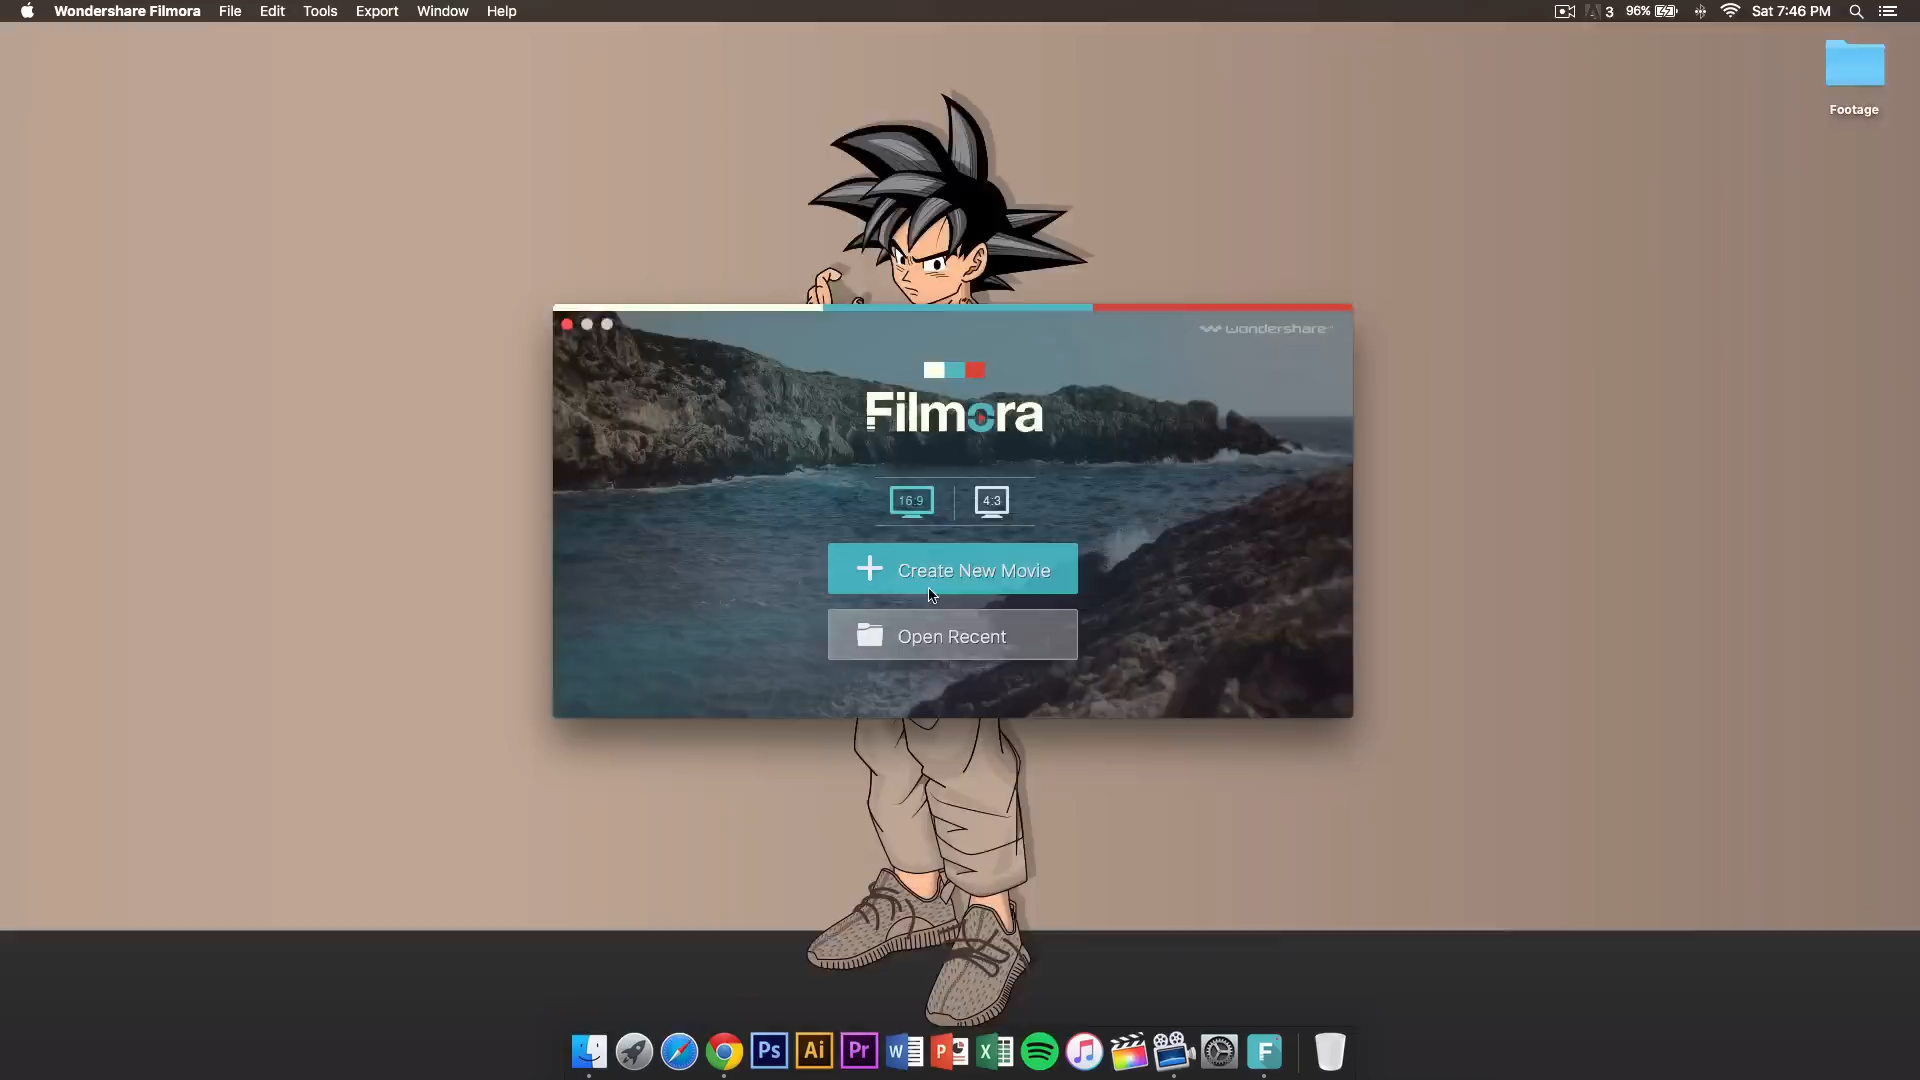 Wondershare Filmora File Edit Tools Export Window Help 3 96% Sat 7:46 PM
Footage
wondershare
Filmora
16:9 4:3
Create New Movie
Open Recent
Ps Ai Pr W P X F